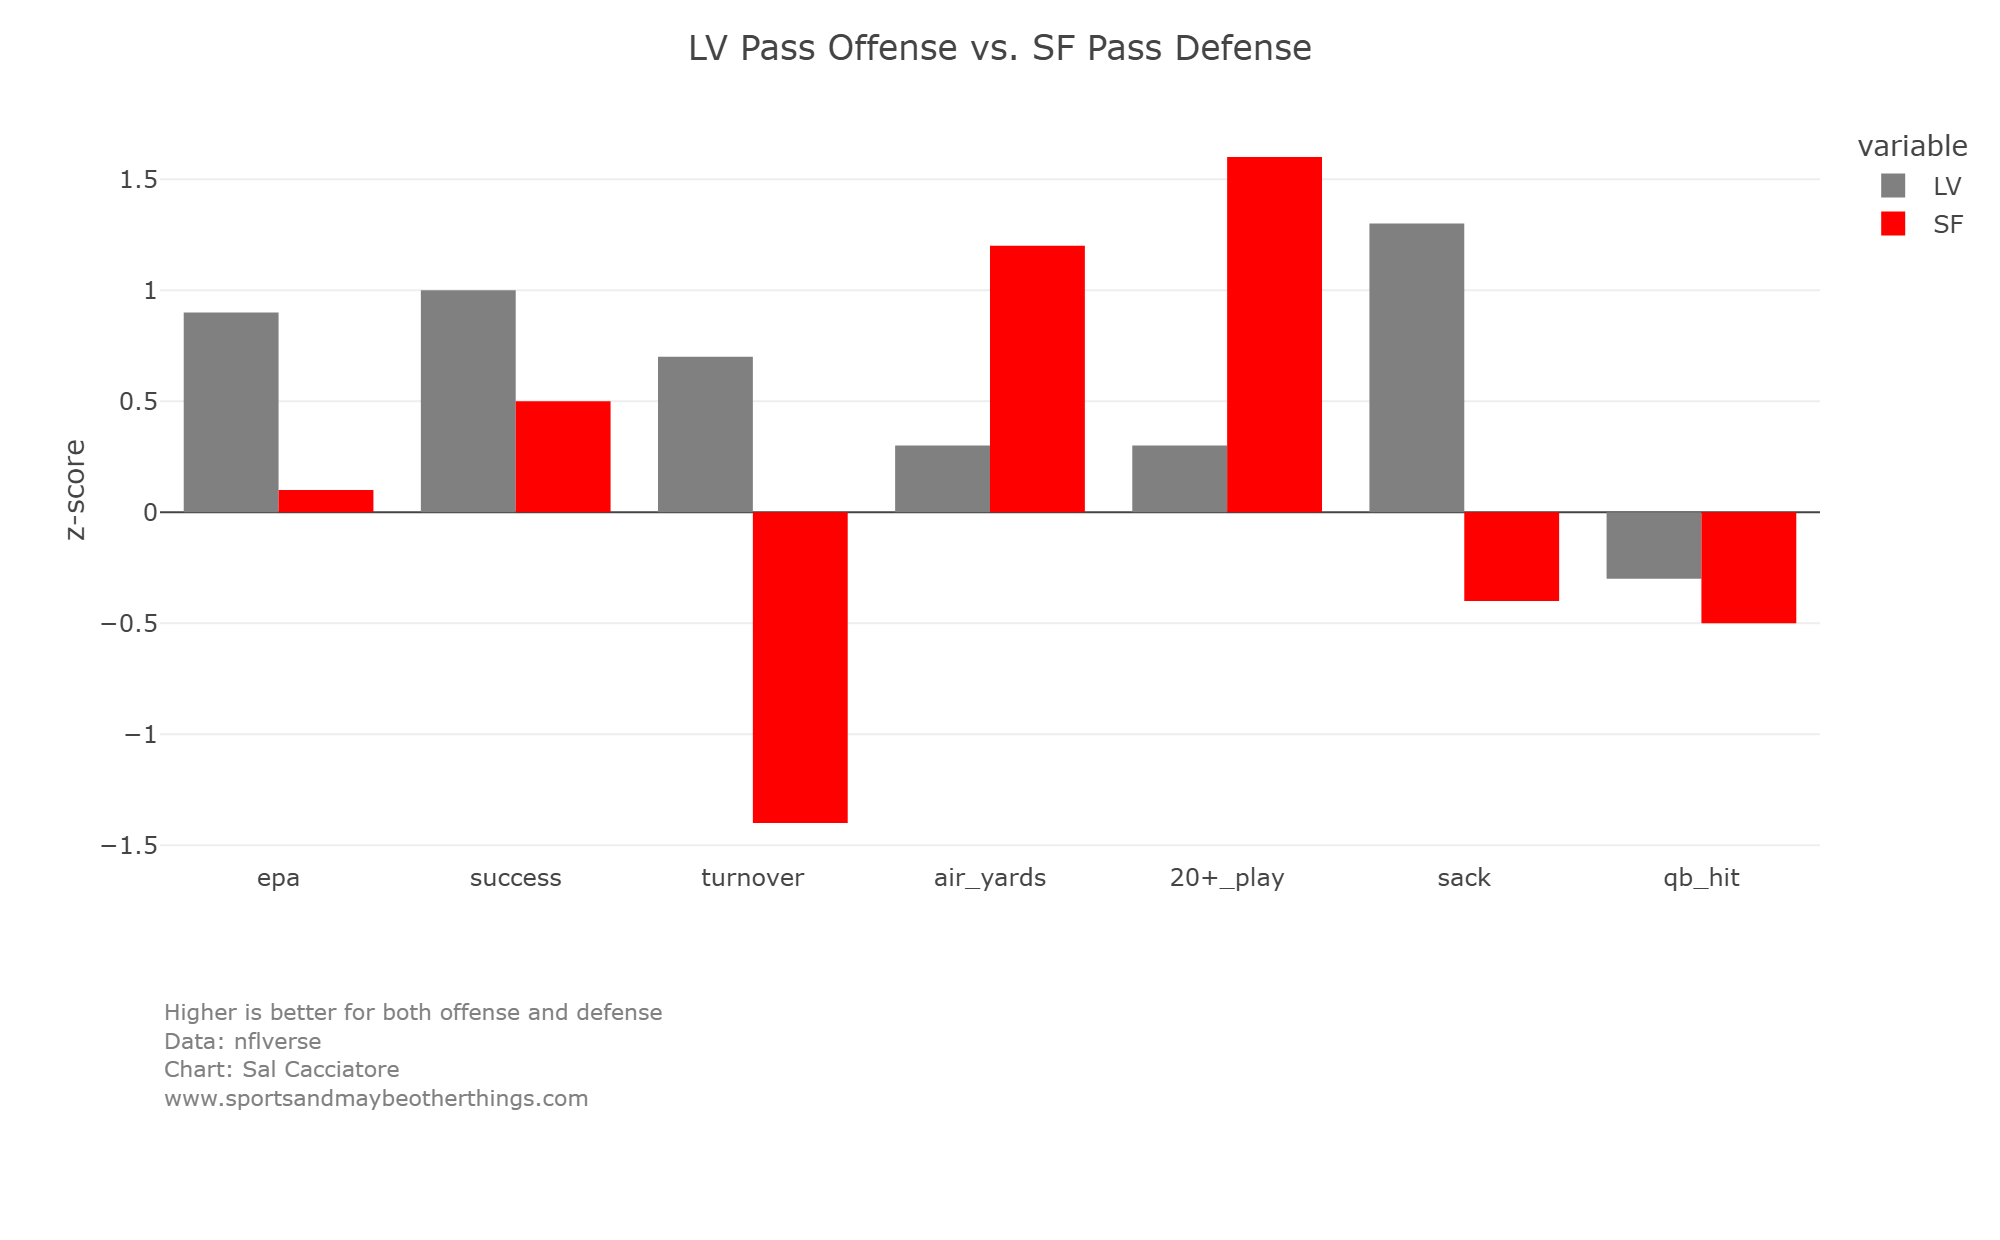 LV Pass Offense vs. SF Pass Defense
variable
LV
SF
z-score
1.5
1
0.5
0
−0.5
−1
−1.5
epa
success
turnover
air_yards
20+_play
sack
qb_hit
Higher is better for both offense and defense
Data: nflverse
Chart: Sal Cacciatore
www.sportsandmaybeotherthings.com